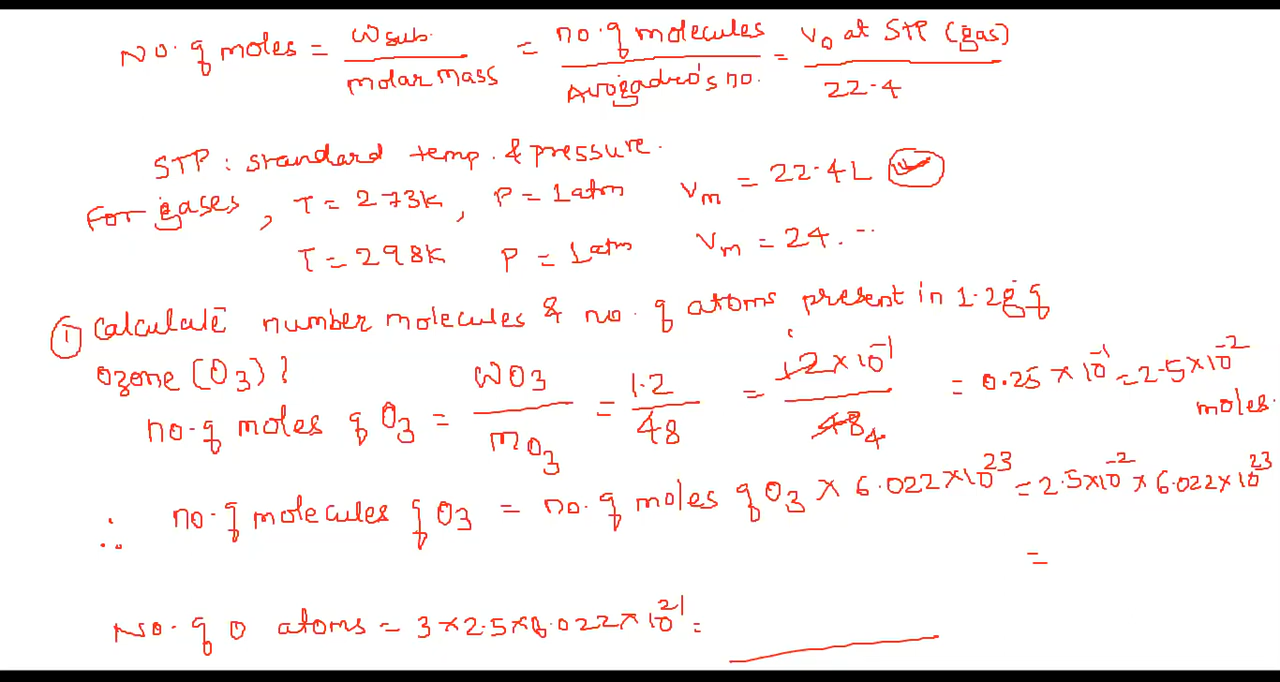 No. of moles = W sub. / molar mass = no. of molecules / Avogadro's no. = V0 at STP (gas) / 22.4
STP : standard temp. & pressure.
For gases , T = 273K , P = 1atm Vm = 22.4L
T = 298K P = 1atm Vm = 24. --
① Calculate number molecules & no. of atoms present in 1.2g of
ozone (O3) ?
no. of moles of O3 = WO3 / MO3 = 1.2 / 48 = 12 × 10^-1 / 48 4 = 0.25 × 10^-1 = 2.5 × 10^-2
moles.
∴ no. of molecules of O3 = no. of moles of O3 × 6.022 × 10^23 = 2.5 × 10^-2 × 6.022 × 10^23
=
No. of O atoms = 3 × 2.5 × 6.022 × 10^21 =